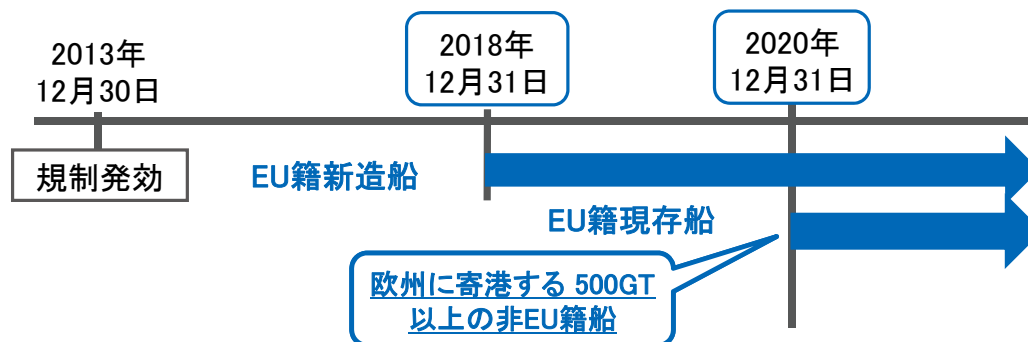 2013年
12月30日
2018年
12月31日
2020年
12月31日
規制発効
EU籍新造船
EU籍現存船
欧州に寄港する 500GT
以上の非EU籍船